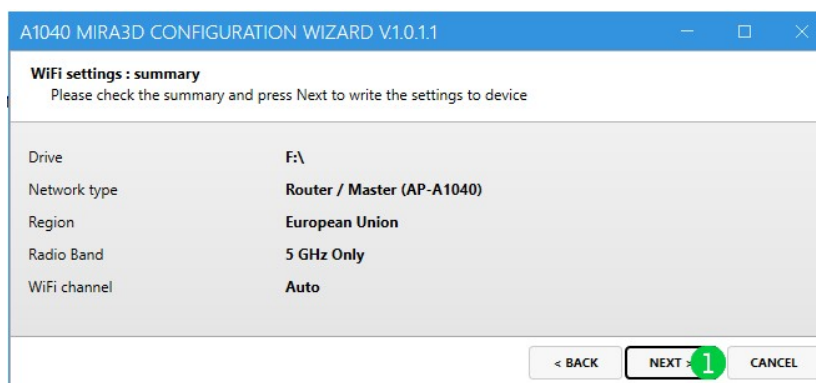 A1040 MIRA3D CONFIGURATION WIZARD V.1.0.1.1
WiFi settings : summary
Please check the summary and press Next to write the settings to device
Drive F:\
Network type Router / Master (AP-A1040)
Region European Union
Radio Band 5 GHz Only
WiFi channel Auto
< BACK NEXT > 1 CANCEL